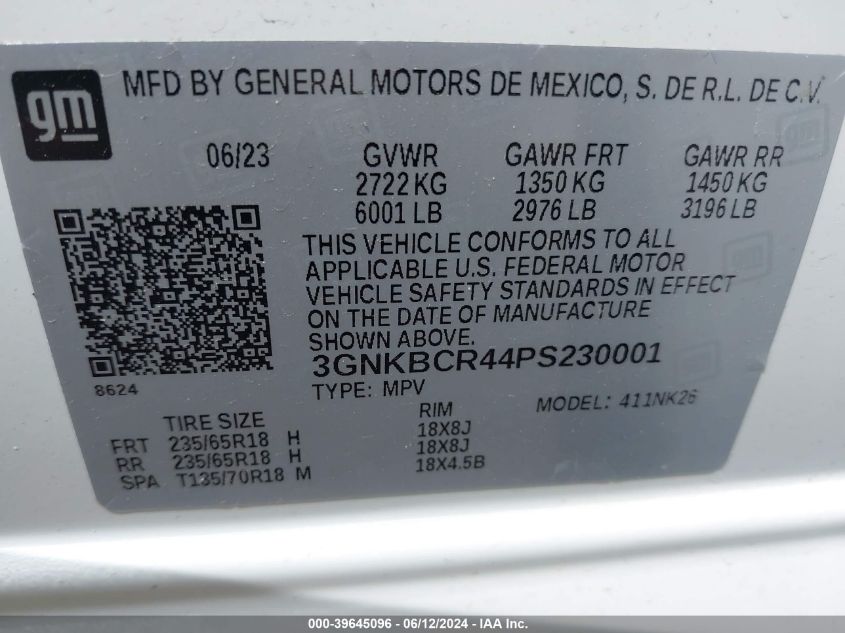 gm
MFD BY GENERAL MOTORS DE MEXICO, S. DE R.L. DE C.V.
06/23 GVWR GAWR FRT GAWR RR
2722 KG 1350 KG 1450 KG
6001 LB 2976 LB 3196 LB
THIS VEHICLE CONFORMS TO ALL
APPLICABLE U.S. FEDERAL MOTOR
VEHICLE SAFETY STANDARDS IN EFFECT
ON THE DATE OF MANUFACTURE
SHOWN ABOVE.
3GNKBCR44PS230001
8624
TYPE: MPV MODEL: 411NK26
TIRE SIZE RIM
FRT 235/65R18 H 18X8J
RR 235/65R18 H 18X8J
SPA T135/70R18 M 18X4.5B
000-39645096 - 06/12/2024 - IAA Inc.